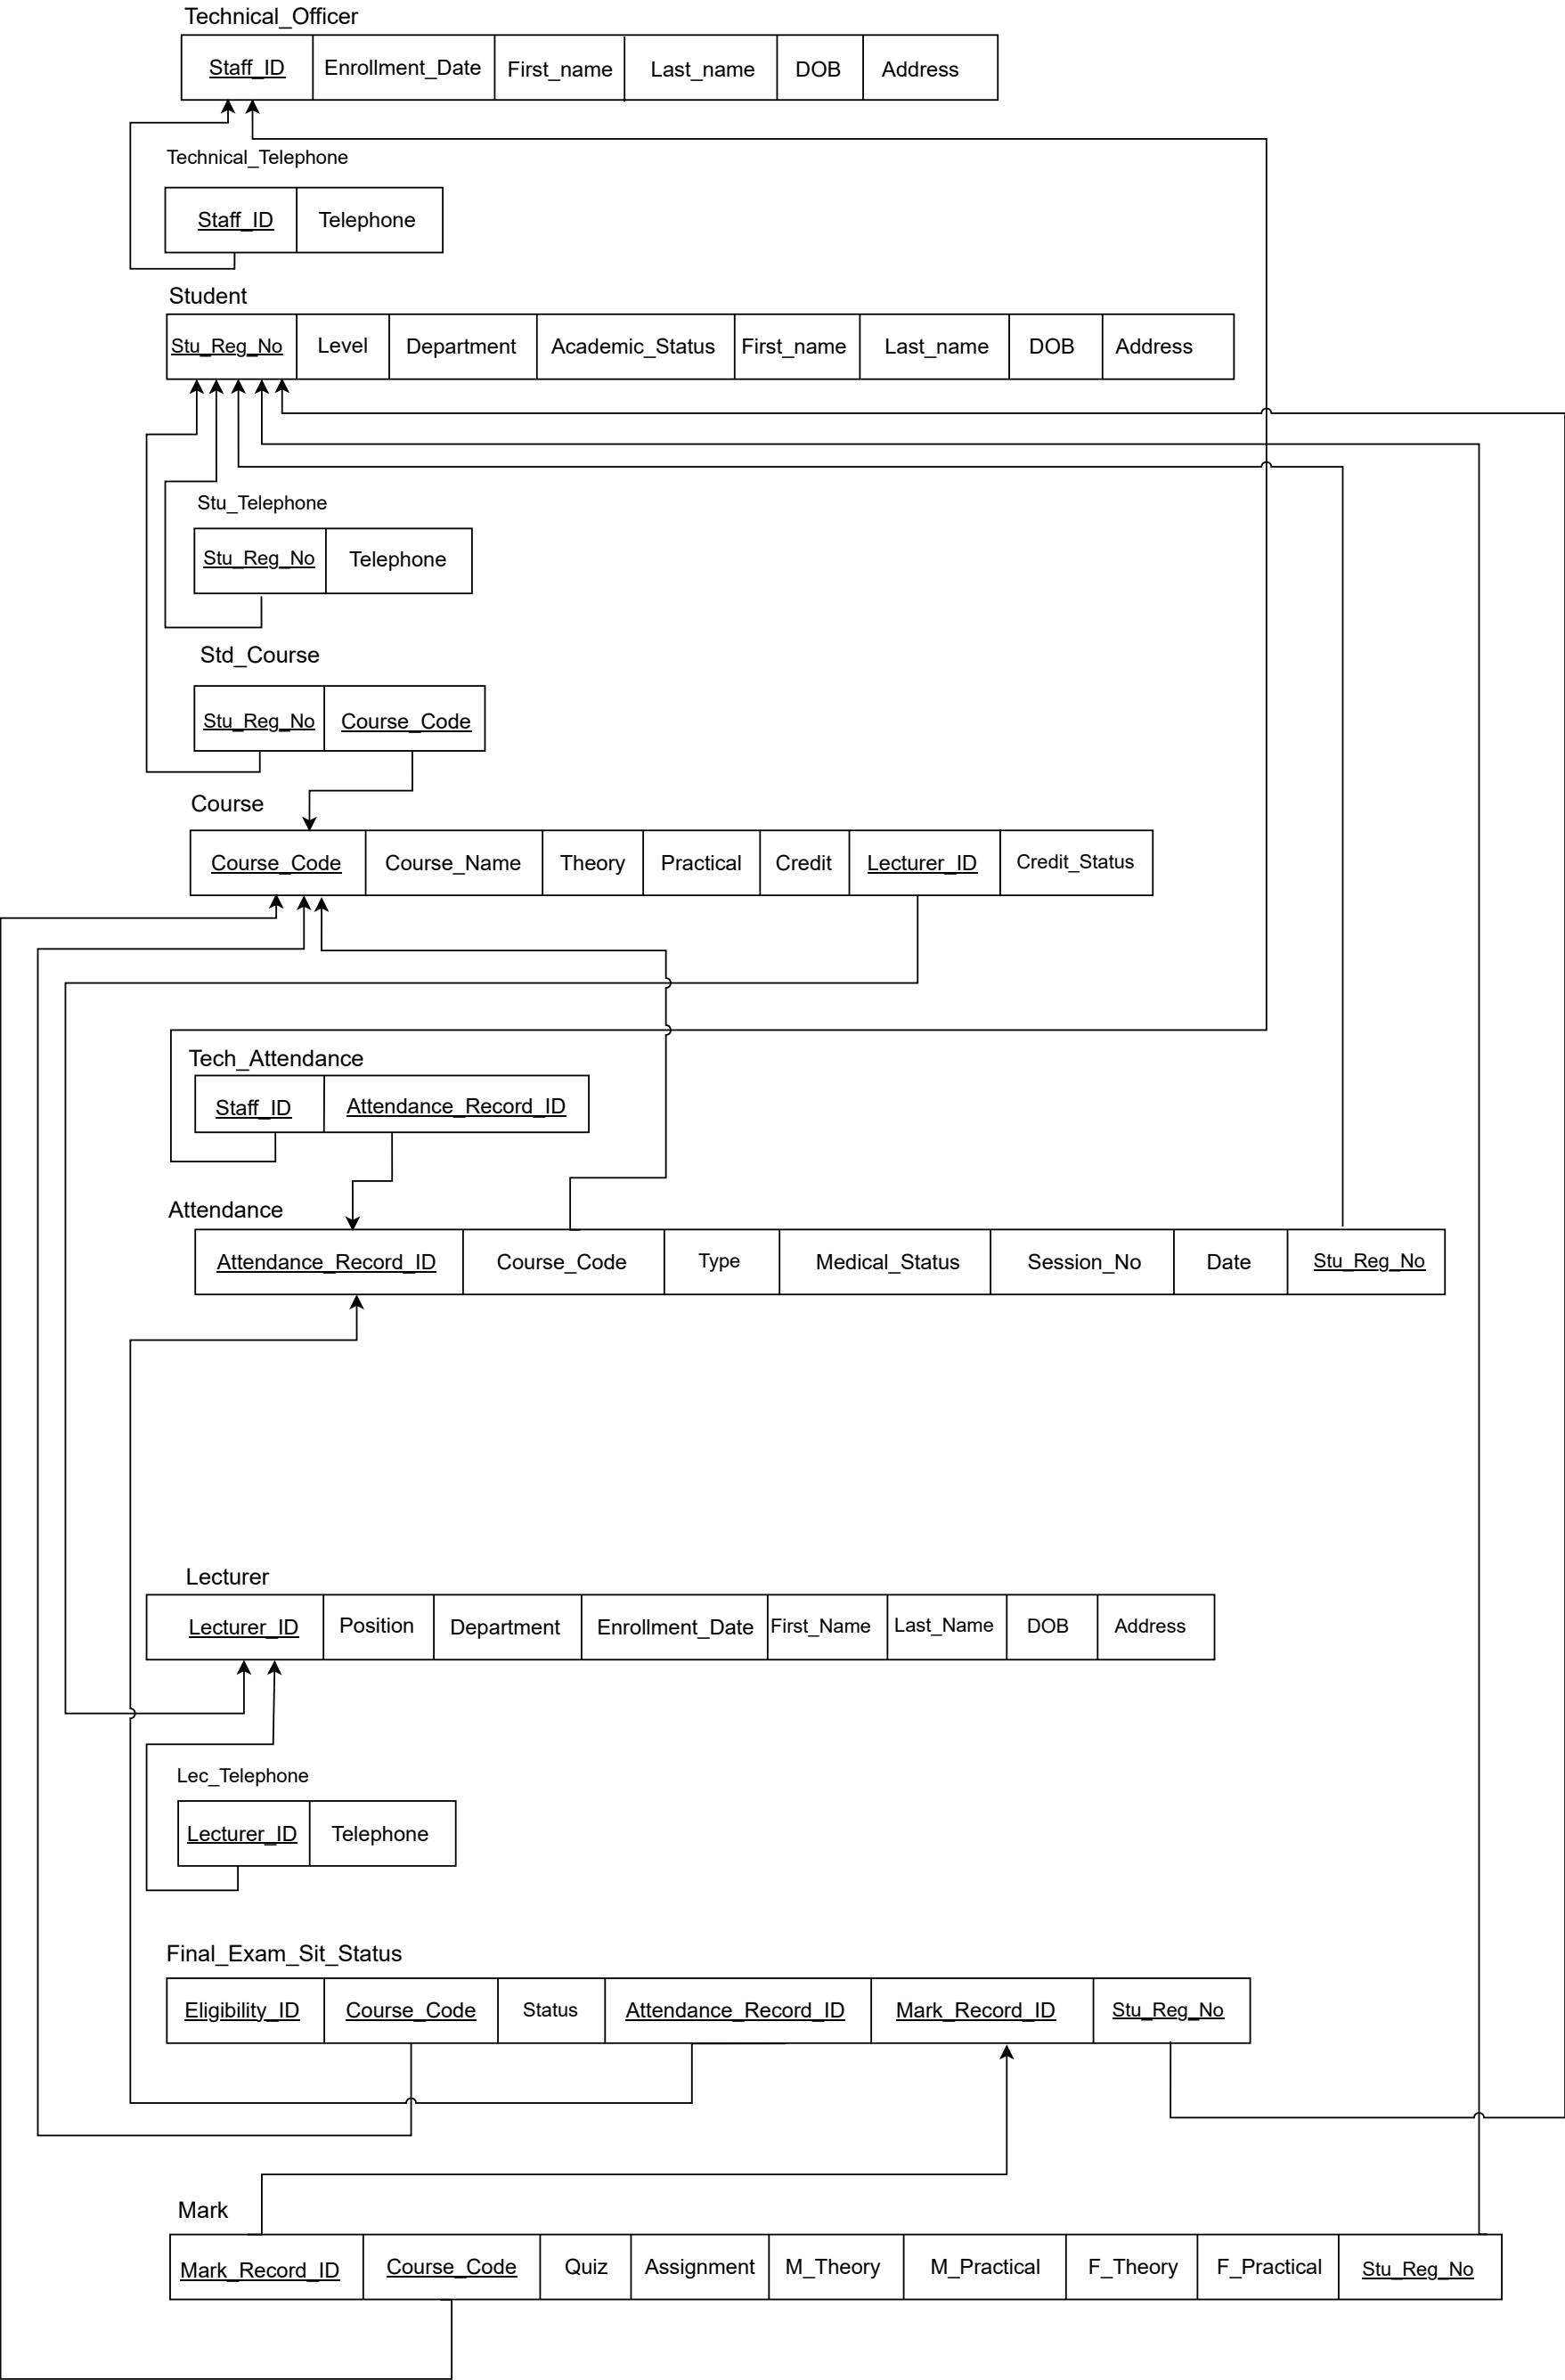 Technical_Officer
Staff_ID Enrollment_Date First_name Last_name DOB Address
Technical_Telephone
Staff_ID Telephone
Student
Stu_Reg_No Level Department Academic_Status First_name Last_name DOB Address
Stu_Telephone
Stu_Reg_No Telephone
Std_Course
Stu_Reg_No Course_Code
Course
Course_Code Course_Name Theory Practical Credit Lecturer_ID Credit_Status
Tech_Attendance
Staff_ID Attendance_Record_ID
Attendance
Attendance_Record_ID Course_Code Type Medical_Status Session_No Date Stu_Reg_No
Lecturer
Lecturer_ID Position Department Enrollment_Date First_Name Last_Name DOB Address
Lec_Telephone
Lecturer_ID Telephone
Final_Exam_Sit_Status
Eligibility_ID Course_Code Status Attendance_Record_ID Mark_Record_ID Stu_Reg_No
Mark
Mark_Record_ID Course_Code Quiz Assignment M_Theory M_Practical F_Theory F_Practical Stu_Reg_No